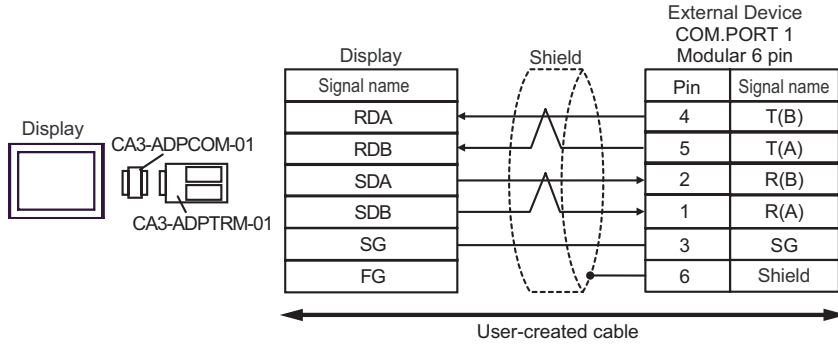 External Device
COM.PORT 1
Modular 6 pin
Display
Shield
Signal name
Pin
Signal name
RDA
4
T(B)
RDB
5
T(A)
SDA
2
R(B)
SDB
1
R(A)
SG
3
SG
FG
6
Shield
Display
CA3-ADPCOM-01
CA3-ADPTRM-01
User-created cable